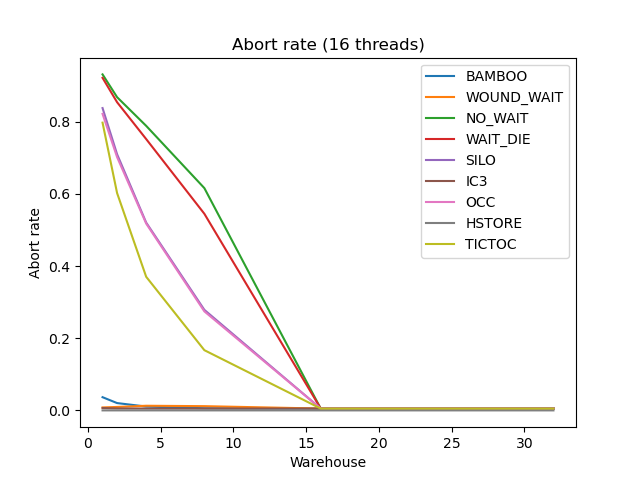 Abort rate (16 threads)
BAMBOO
WOUND_WAIT
NO_WAIT
WAIT_DIE
SILO
IC3
OCC
HSTORE
TICTOC
0.8
0.6
0.4
0.2
0.0
Abort rate
0 5 10 15 20 25 30
Warehouse